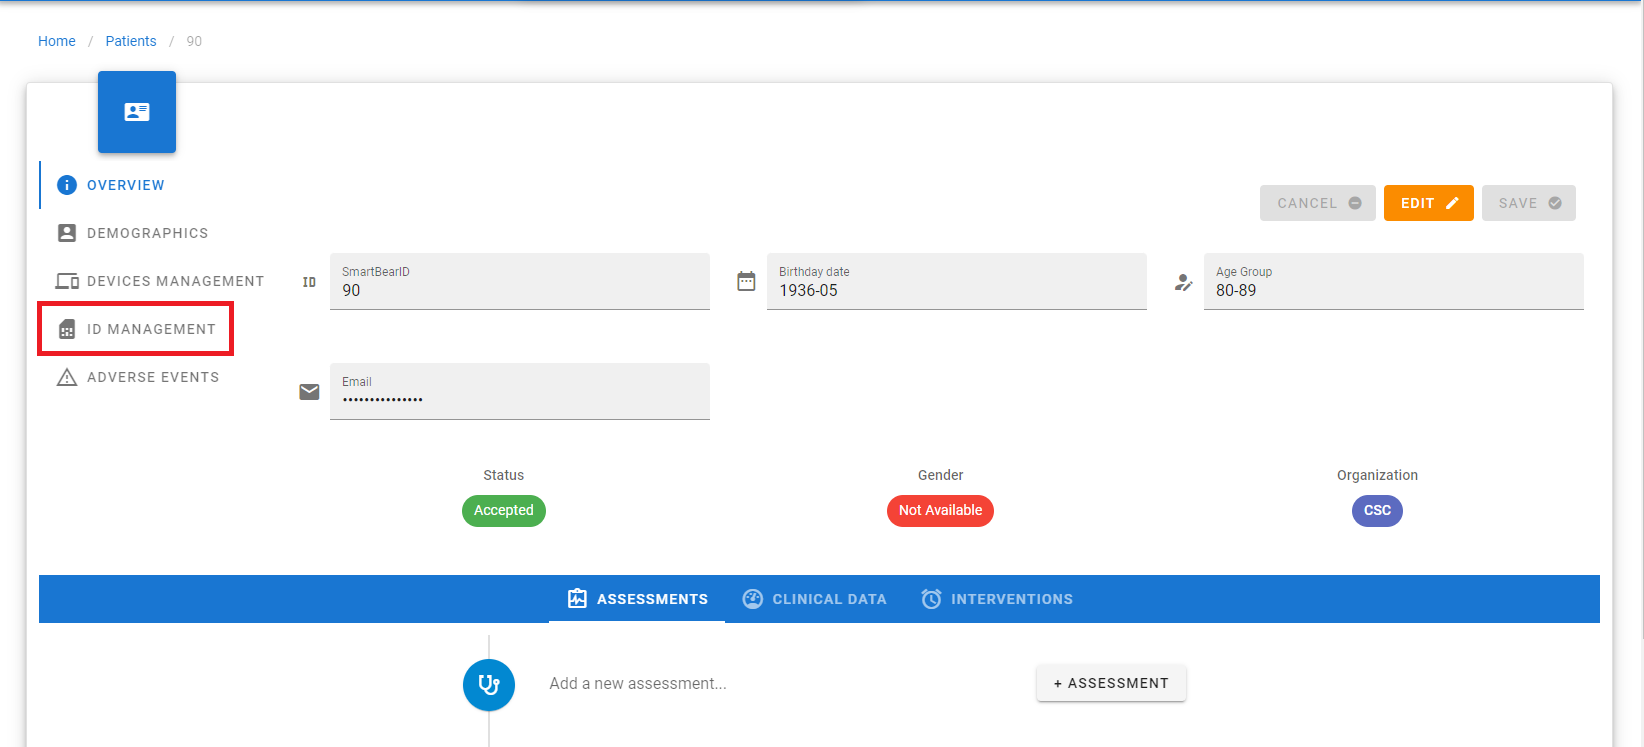 Home / Patients / 90
OVERVIEW
DEMOGRAPHICS
DEVICES MANAGEMENT
ID MANAGEMENT
ADVERSE EVENTS
CANCEL EDIT SAVE
ID
SmartBearID
90
Birthday date
1936-05
Age Group
80-89
Email
•••••••••••••••
Status
Accepted
Gender
Not Available
Organization
CSC
ASSESSMENTS CLINICAL DATA INTERVENTIONS
Add a new assessment...
+ ASSESSMENT